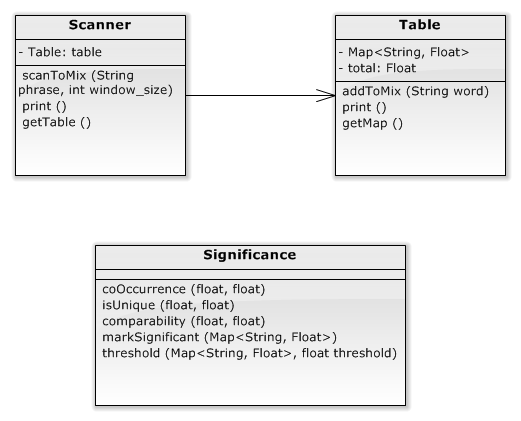 Scanner
- Table: table
scanToMix (String
phrase, int window_size)
print ()
getTable ()
Table
- Map<String, Float>
- total: Float
addToMix (String word)
print ()
getMap ()
Significance
coOccurrence (float, float)
isUnique (float, float)
comparability (float, float)
markSignificant (Map<String, Float>)
threshold (Map<String, Float>, float threshold)